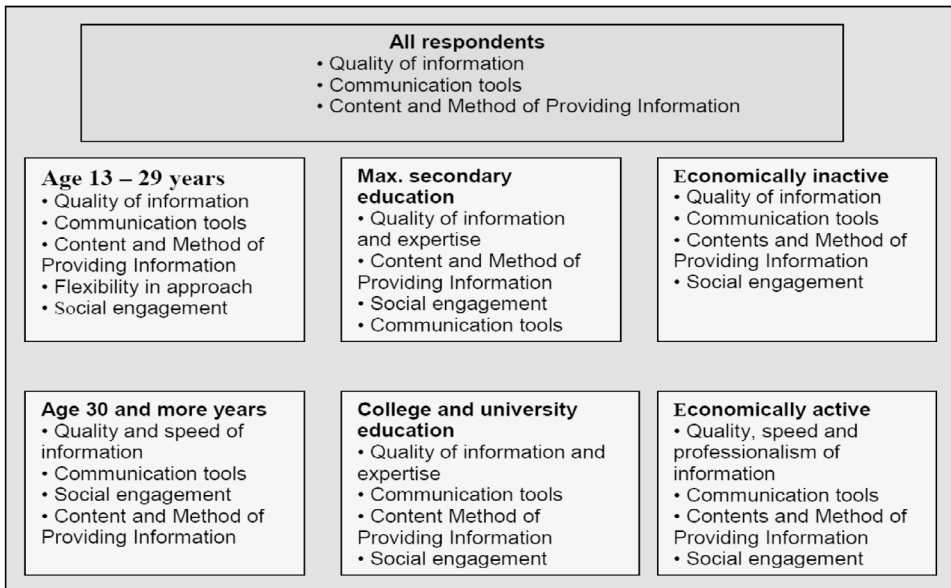 All respondents
• Quality of information
• Communication tools
• Content and Method of Providing Information
Age 13 – 29 years
• Quality of information
• Communication tools
• Content and Method of
Providing Information
• Flexibility in approach
• Social engagement
Max. secondary
education
• Quality of information
and expertise
• Content and Method of
Providing Information
• Social engagement
• Communication tools
Economically inactive
• Quality of information
• Communication tools
• Contents and Method of
Providing Information
• Social engagement
Age 30 and more years
• Quality and speed of
information
• Communication tools
• Social engagement
• Content and Method of
Providing Information
College and university
education
• Quality of information and
expertise
• Communication tools
• Content Method of
Providing Information
• Social engagement
Economically active
• Quality, speed and
professionalism of
information
• Communication tools
• Contents and Method of
Providing Information
• Social engagement